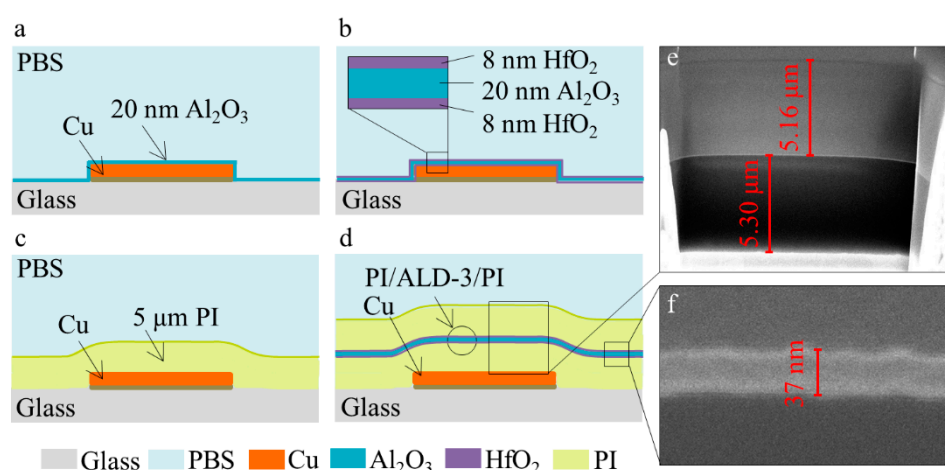 a
PBS
20 nm Al₂O₃
Cu
Glass
b
8 nm HfO₂
20 nm Al₂O₃
8 nm HfO₂
Glass
c
PBS
Cu
5 μm PI
Glass
d
PI/ALD-3/PI
Cu
Glass
e
5.16 μm
5.30 μm
f
37 nm
Glass PBS Cu Al₂O₃ HfO₂ PI